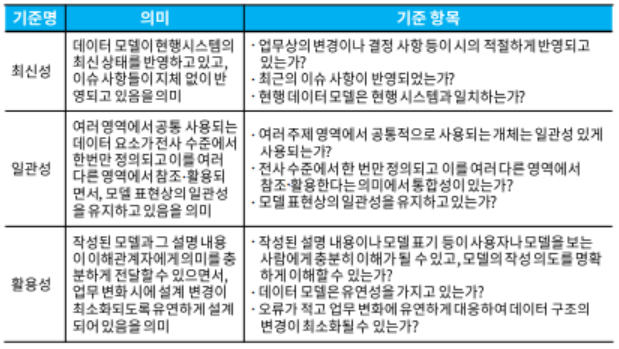 기준명 의미 기준 항목
최신성
데이터 모델이 현행시스템의
최신 상태를 반영하고 있고,
이슈 사항들이 지체 없이 반
영되고 있음을 의미
· 업무상의 변경이나 결정 사항 등이 시의 적절하게 반영되고
있는가?
· 최근의 이슈 사항이 반영되었는가?
· 현행 데이터 모델은 현행 시스템과 일치하는가?
일관성
여러 영역에서 공통 사용되는
데이터 요소가 전사 수준에서
한번만 정의되고 이를 여러
다른 영역에서 참조·활용되
면서, 모델 표현상의 일관성
을 유지하고 있음을 의미
· 여러 주제 영역에서 공통적으로 사용되는 개체는 일관성 있게
사용되는가?
· 전사 수준에서 한 번만 정의되고 이를 여러 다른 영역에서
참조·활용한다는 의미에서 통합성이 있는가?
· 모델 표현상의 일관성을 유지하고 있는가?
활용성
작성된 모델과 그 설명 내용
이 이해관계자에게 의미를 충
분하게 전달할 수 있으면서,
업무 변화 시에 설계 변경이
최소화되도록 유연하게 설계
되어 있음을 의미
· 작성된 설명 내용이나 모델 표기 등이 사용자나 모델을 보는
사람에게 충분히 이해가 될 수 있고, 모델의 작성 의도를 명확
하게 이해할 수 있는가?
· 데이터 모델은 유연성을 가지고 있는가?
· 오류가 적고 업무 변화에 유연하게 대응하여 데이터 구조의
변경이 최소화될 수 있는가?